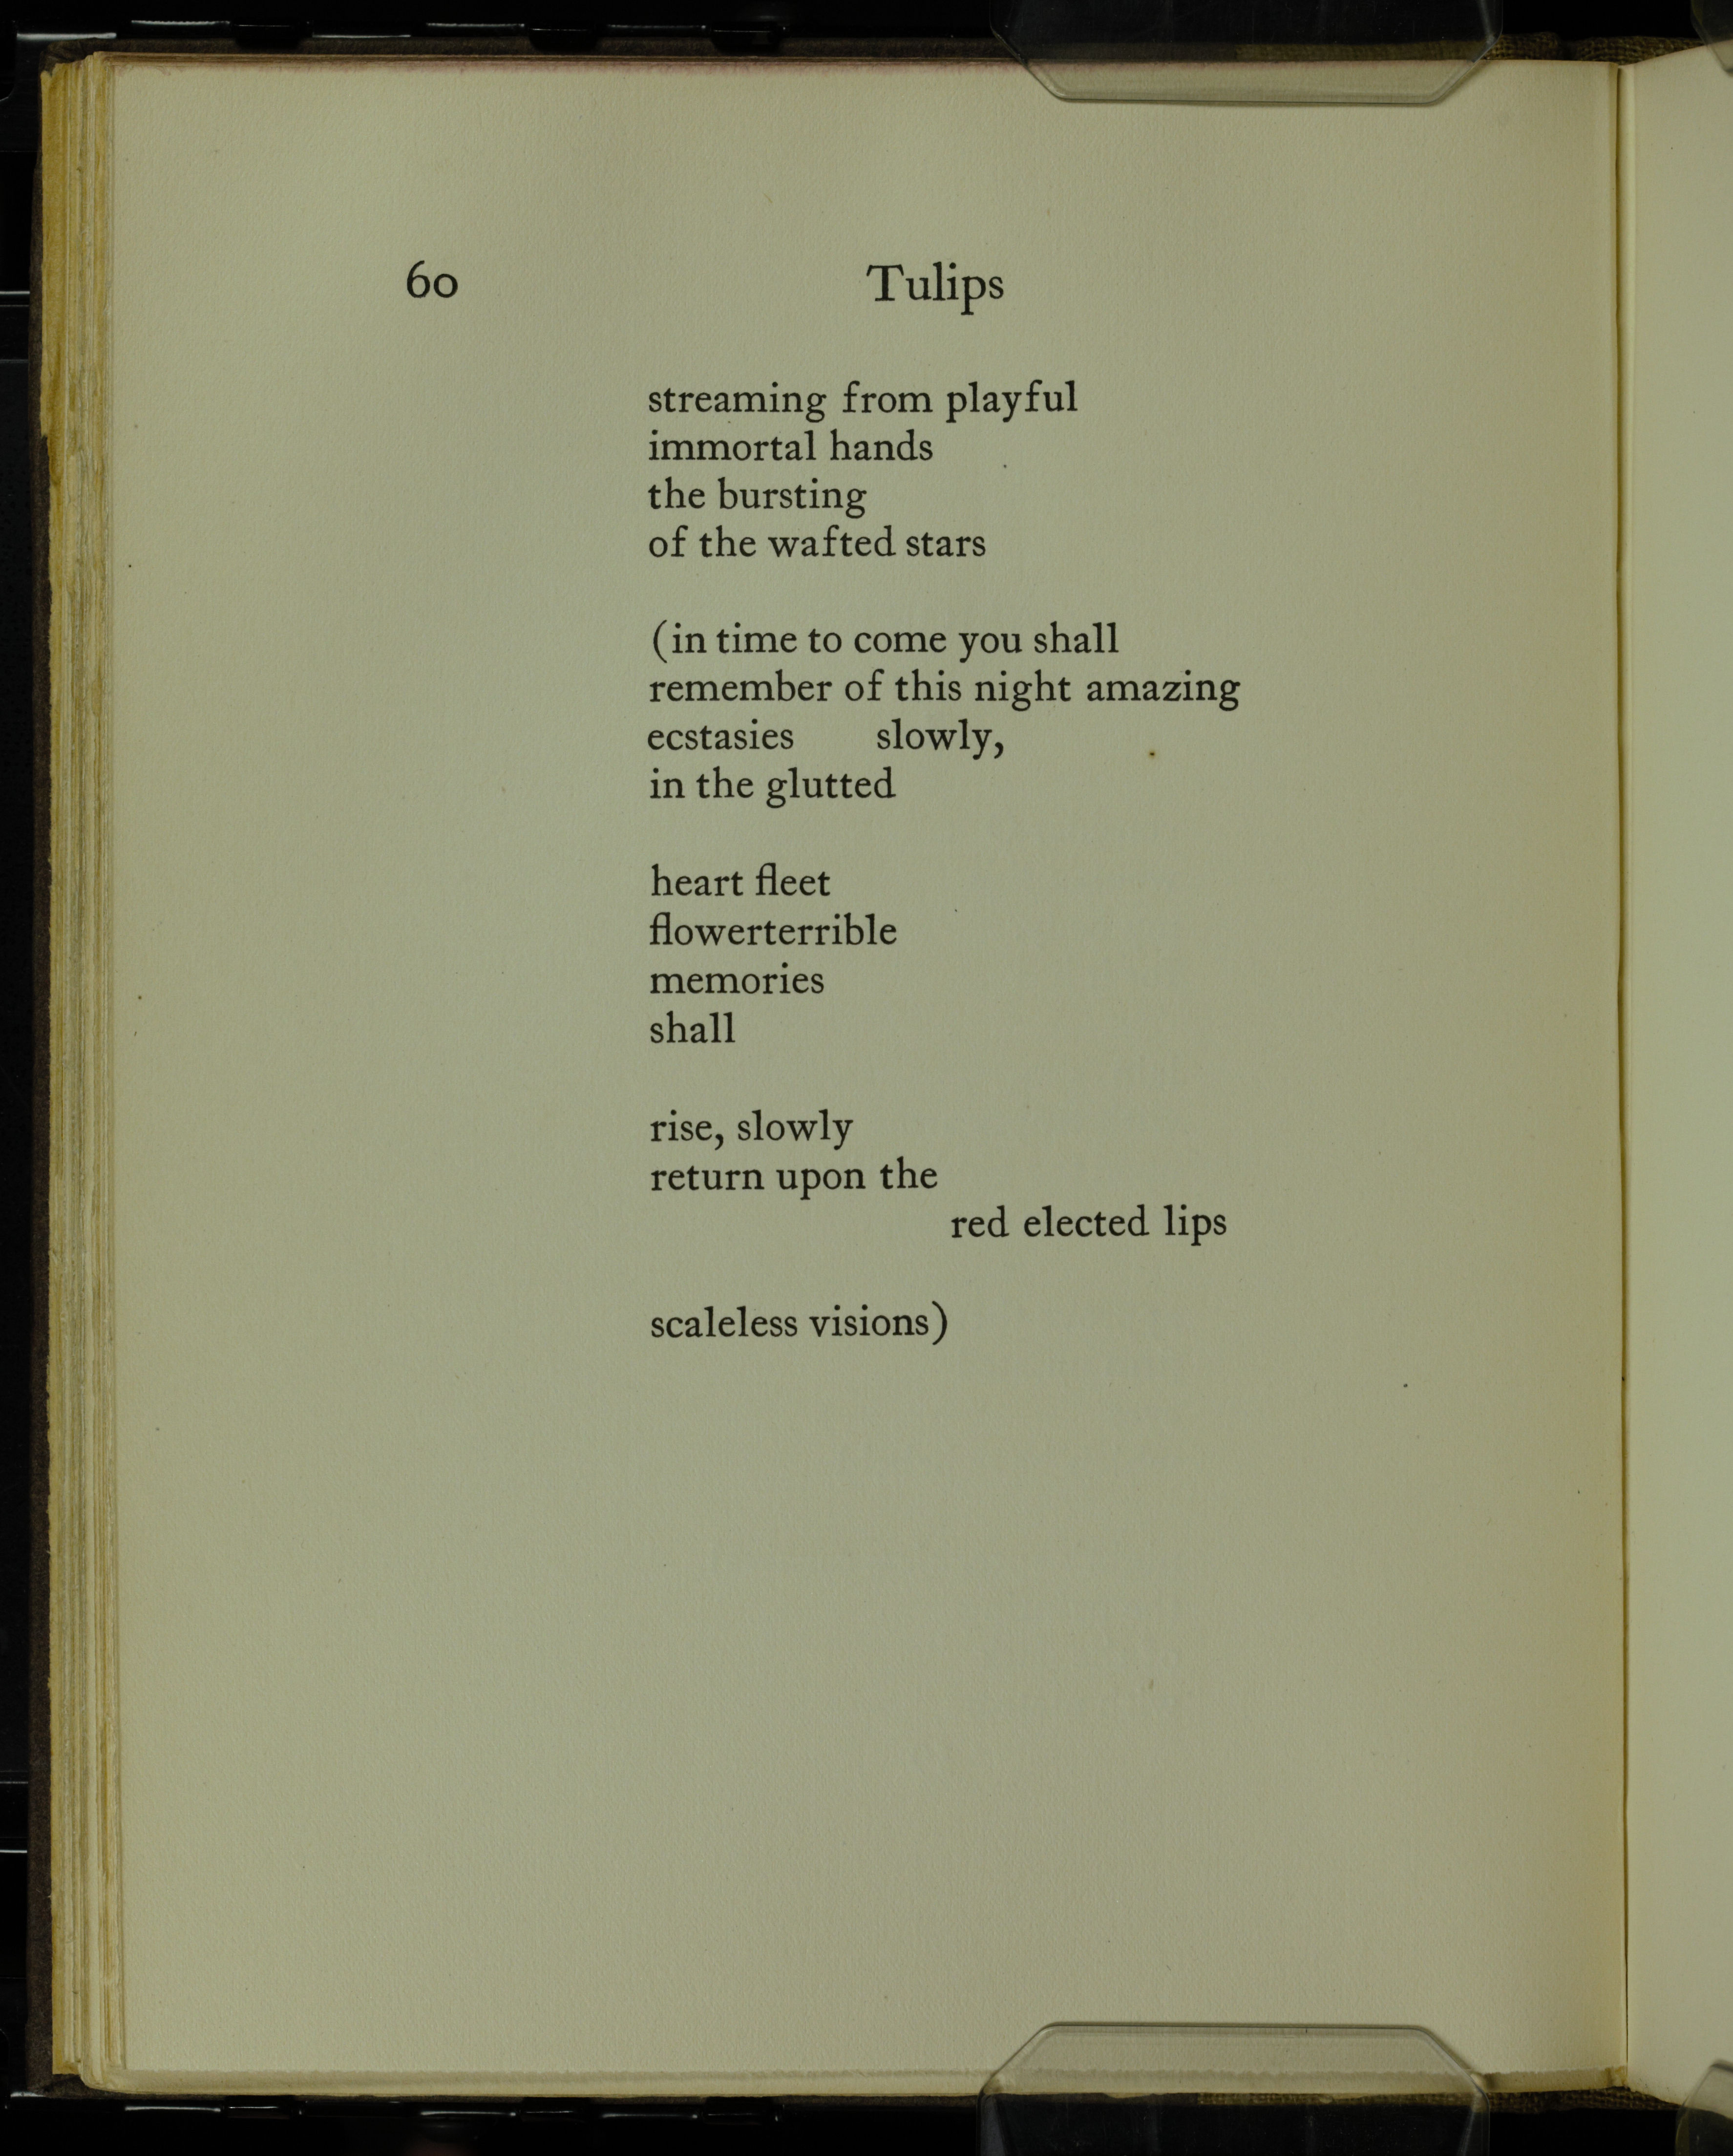 60 Tulips
streaming from playful
immortal hands
the bursting
of the wafted stars
(in time to come you shall
remember of this night amazing
ecstasies slowly,
in the glutted
heart fleet
flowerterrible
memories
shall
rise, slowly
return upon the
red elected lips
scaleless visions)